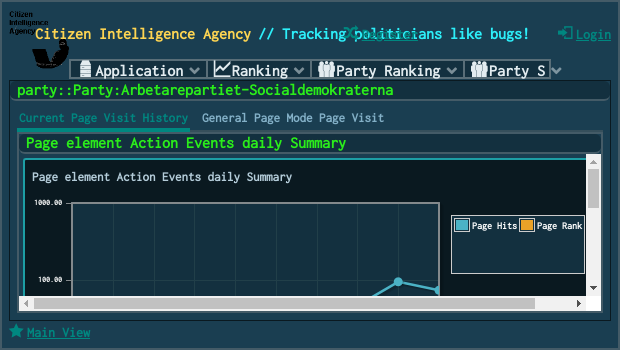 Citizen
Intelligence
Agency
Citizen Intelligence Agency // Tracking politicians like bugs!
Register
Login
Application
Ranking
Party Ranking
Party S
party::Party:Arbetarepartiet-Socialdemokraterna
Current Page Visit History
General Page Mode Page Visit
Page element Action Events daily Summary
Page element Action Events daily Summary
1000.00
100.00
Page Hits
Page Rank
Main View